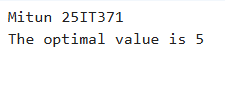 Mitun 25IT371
The optimal value is 5